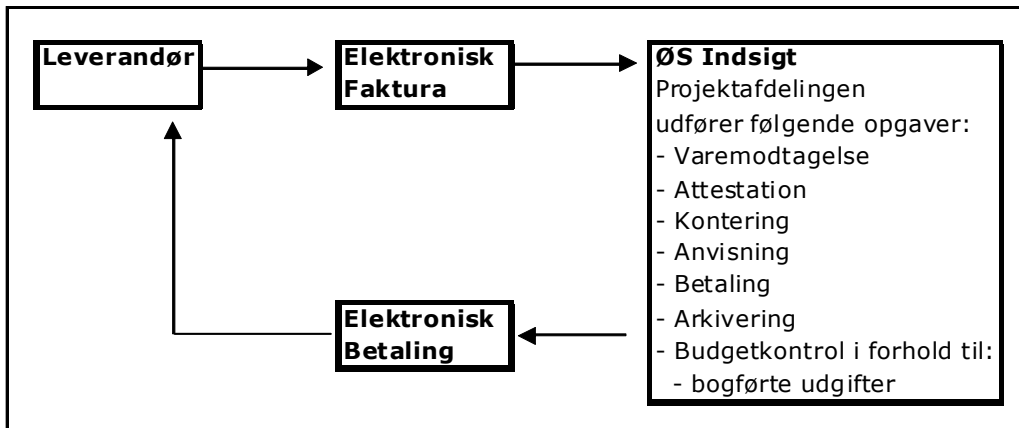 Leverandør
Elektronisk
Faktura
ØS Indsigt
Projektafdelingen
udfører følgende opgaver:
- Varemodtagelse
- Attestation
- Kontering
- Anvisning
- Betaling
- Arkivering
- Budgetkontrol i forhold til:
- bogførte udgifter
Elektronisk
Betaling